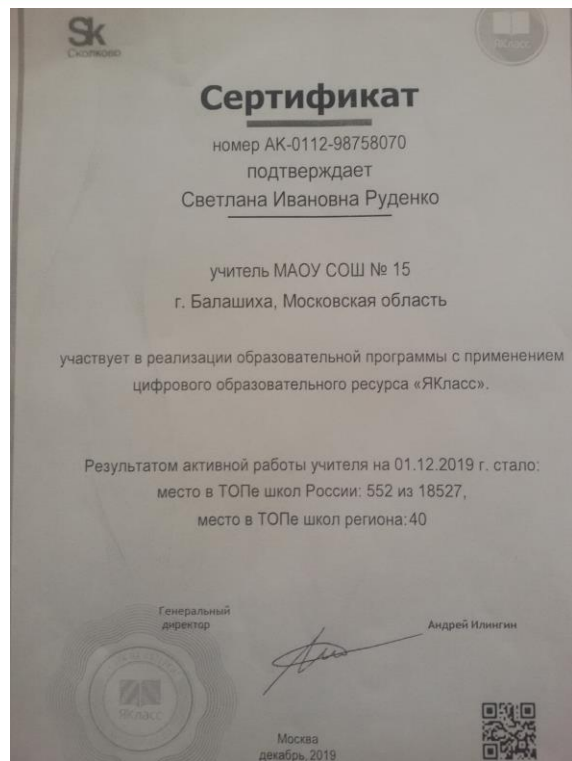 Sk
Сколково
ЯКласс
Сертификат
номер АК-0112-98758070
подтверждает
Светлана Ивановна Руденко
учитель МАОУ СОШ № 15
г. Балашиха, Московская область
участвует в реализации образовательной программы с применением
цифрового образовательного ресурса «ЯКласс».
Результатом активной работы учителя на 01.12.2019 г. стало:
место в ТОПе школ России: 552 из 18527,
место в ТОПе школ региона:40
Генеральный
директор
Андрей Илингин
ЯКласс
Москва
декабрь, 2019